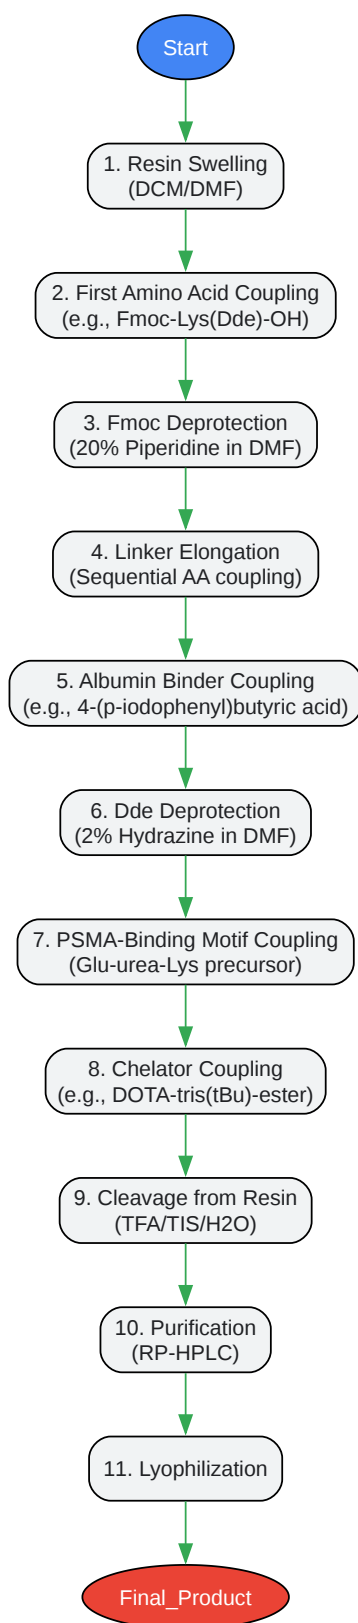 Start
1. Resin Swelling
(DCM/DMF)
2. First Amino Acid Coupling
(e.g., Fmoc-Lys(Dde)-OH)
3. Fmoc Deprotection
(20% Piperidine in DMF)
4. Linker Elongation
(Sequential AA coupling)
5. Albumin Binder Coupling
(e.g., 4-(p-iodophenyl)butyric acid)
6. Dde Deprotection
(2% Hydrazine in DMF)
7. PSMA-Binding Motif Coupling
(Glu-urea-Lys precursor)
8. Chelator Coupling
(e.g., DOTA-tris(tBu)-ester)
9. Cleavage from Resin
(TFA/TIS/H2O)
10. Purification
(RP-HPLC)
11. Lyophilization
Final_Product